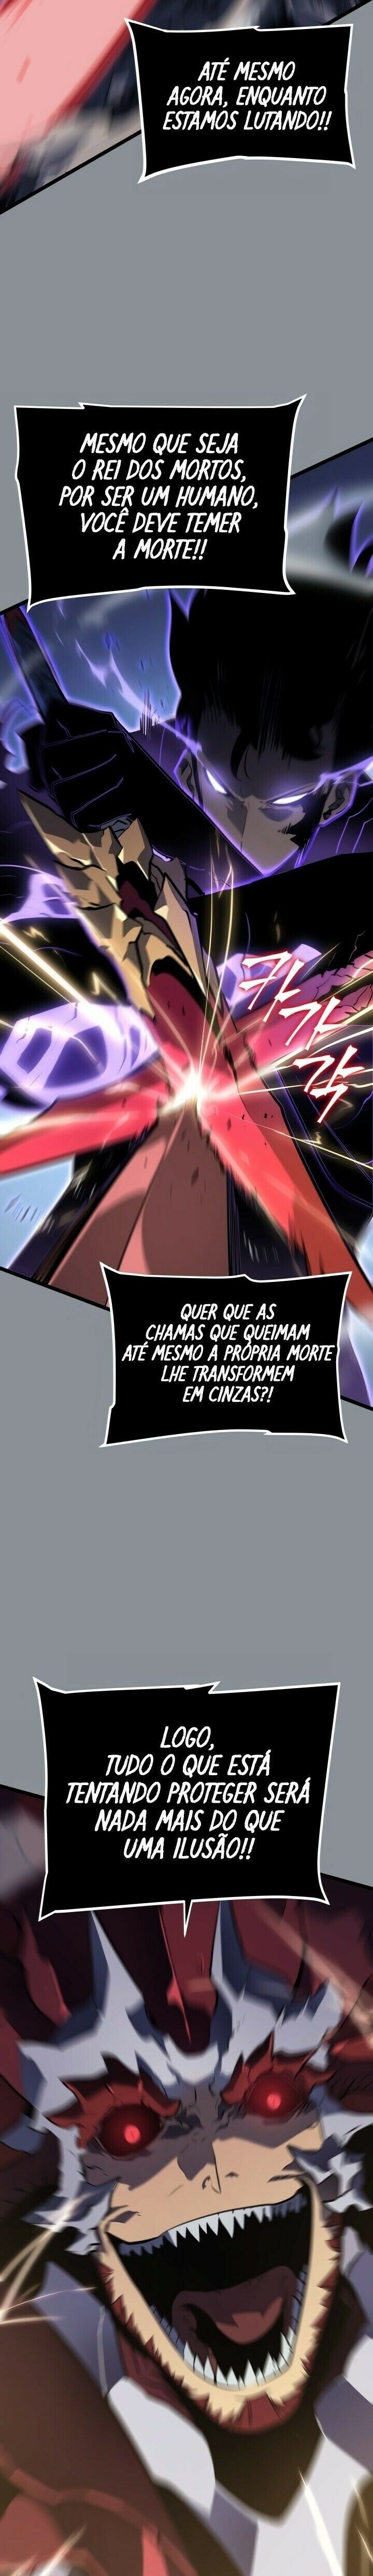 ATÉ MESMO
AGORA, ENQUANTO
ESTAMOS LUTANDO!!
MESMO QUE SEJA
O REI DOS MORTOS,
POR SER UM HUMANO,
VOCÊ DEVE TEMER
A MORTE!!
카
가
각
QUER QUE AS
CHAMAS QUE QUEIMAM
ATÉ MESMO A PRÓPRIA MORTE
LHE TRANSFORMEM
EM CINZAS?!
LOGO,
TUDO O QUE ESTÁ
TENTANDO PROTEGER SERÁ
NADA MAIS DO QUE
UMA ILUSÃO!!